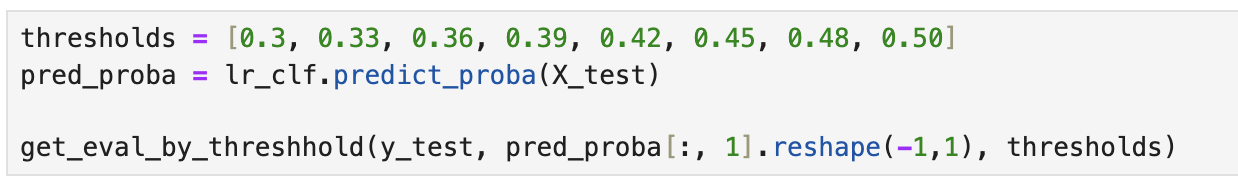 thresholds = [0.3, 0.33, 0.36, 0.39, 0.42, 0.45, 0.48, 0.50]
pred_proba = lr_clf.predict_proba(X_test)
get_eval_by_threshhold(y_test, pred_proba[:, 1].reshape(-1,1), thresholds)